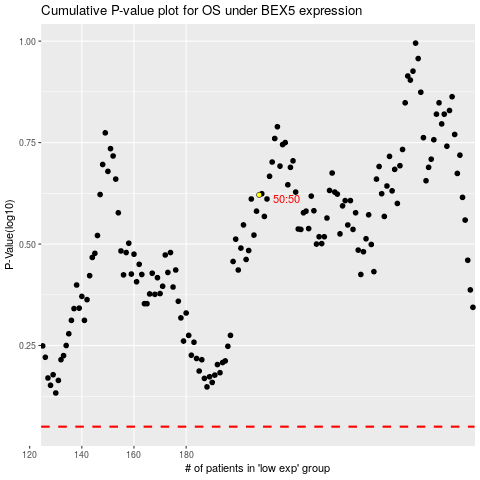 Cumulative P-value plot for OS under BEX5 expression
P-Value(log10)
1.00
0.75
0.50
0.25
50:50
120 140 160 180
# of patients in 'low exp' group